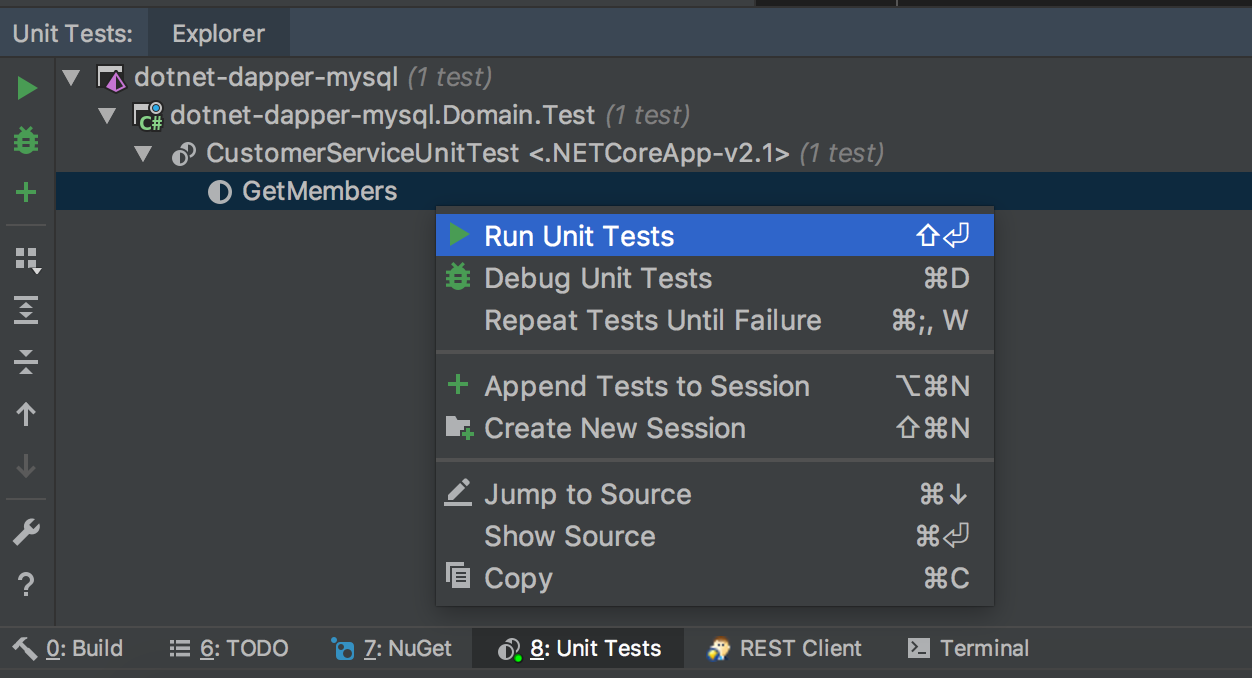 Unit Tests: Explorer
dotnet-dapper-mysql (1 test)
C# dotnet-dapper-mysql.Domain.Test (1 test)
CustomerServiceUnitTest <.NETCoreApp-v2.1> (1 test)
GetMembers
Run Unit Tests ⇧⏎
Debug Unit Tests ⌘D
Repeat Tests Until Failure ⌘;, W
Append Tests to Session ⌥⌘N
Create New Session ⇧⌘N
Jump to Source ⌘↓
Show Source ⌘⏎
Copy ⌘C
0: Build 6: TODO 7: NuGet 8: Unit Tests REST Client Terminal